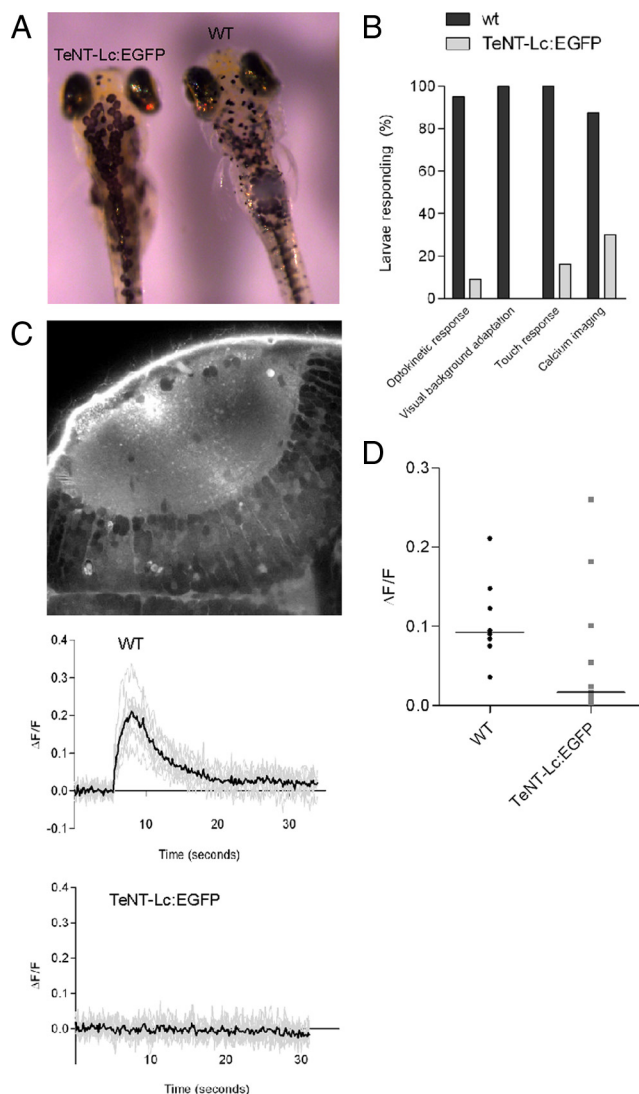 A
TeNT-Lc:EGFP
WT
B
wt
TeNT-Lc:EGFP
Larvae responding (%)
100
80
60
40
20
0
Optokinetic response
Visual background adaptation
Touch response
Calcium imaging
C
D
0.3
0.2
0.1
0.0
ΔF/F
WT
TeNT-Lc:EGFP
WT
0.4
0.3
0.2
0.1
0.0
-0.1
ΔF/F
10
20
30
Time (seconds)
TeNT-Lc:EGFP
0.4
0.3
0.2
0.1
0.0
ΔF/F
10
20
30
Time (seconds)